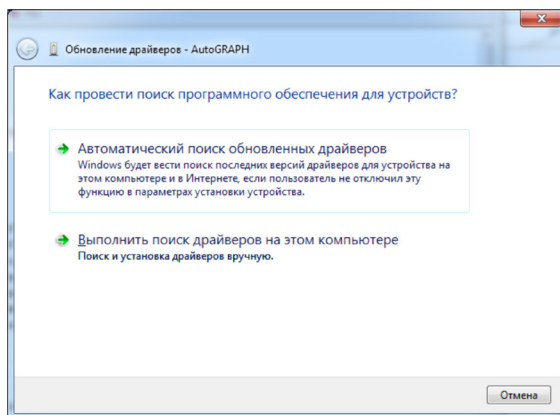 Обновление драйверов - AutoGRAPH
Как провести поиск программного обеспечения для устройств?
Автоматический поиск обновленных драйверов
Windows будет вести поиск последних версий драйверов для устройства на
этом компьютере и в Интернете, если пользователь не отключил эту
функцию в параметрах установки устройства.
Выполнить поиск драйверов на этом компьютере
Поиск и установка драйверов вручную.
Отмена